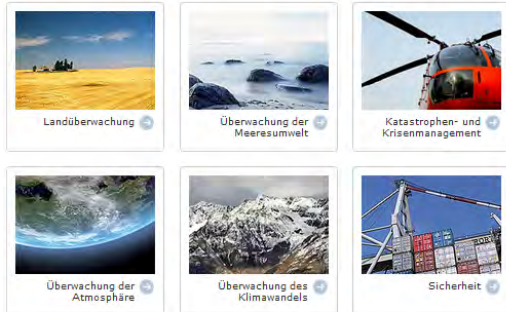 Landüberwachung
Überwachung der
Meeresumwelt
Katastrophen- und
Krisenmanagement
Überwachung der
Atmosphäre
Überwachung des
Klimawandels
Sicherheit